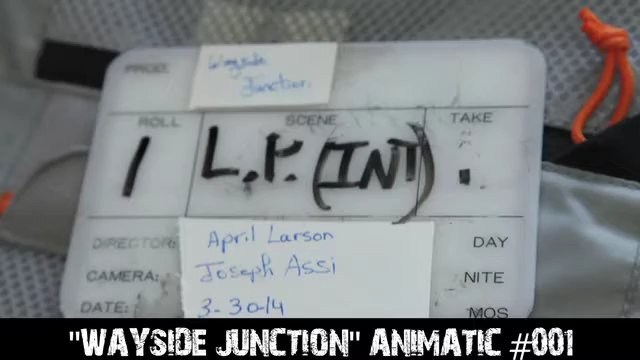 PROD.
Wayside
Junction
ROLL SCENE TAKE
1 L.P. (INT)
DIRECTOR: April Larson DAY
CAMERA: Joseph Assi NITE
DATE: 3-30-14 MOS
"WAYSIDE JUNCTION" ANIMATIC #001